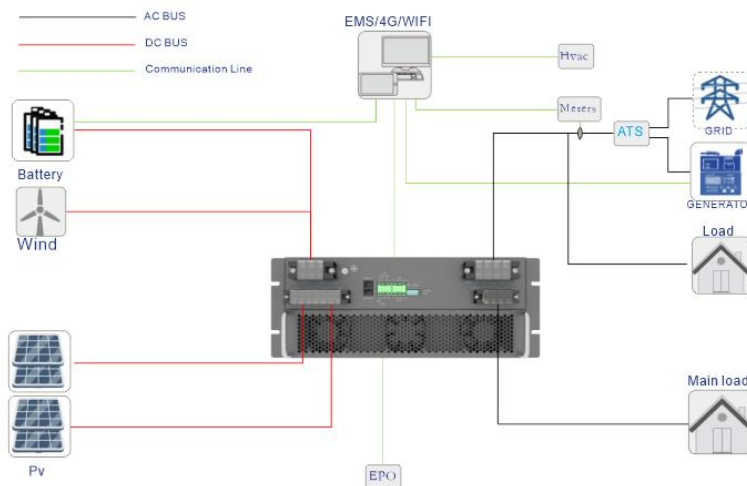 AC BUS
DC BUS
Communication Line
EMS/4G/WIFI
Hvac
Meters
ATS
GRID
GENERATO
Battery
Wind
Load
Main load
Pv
EPO